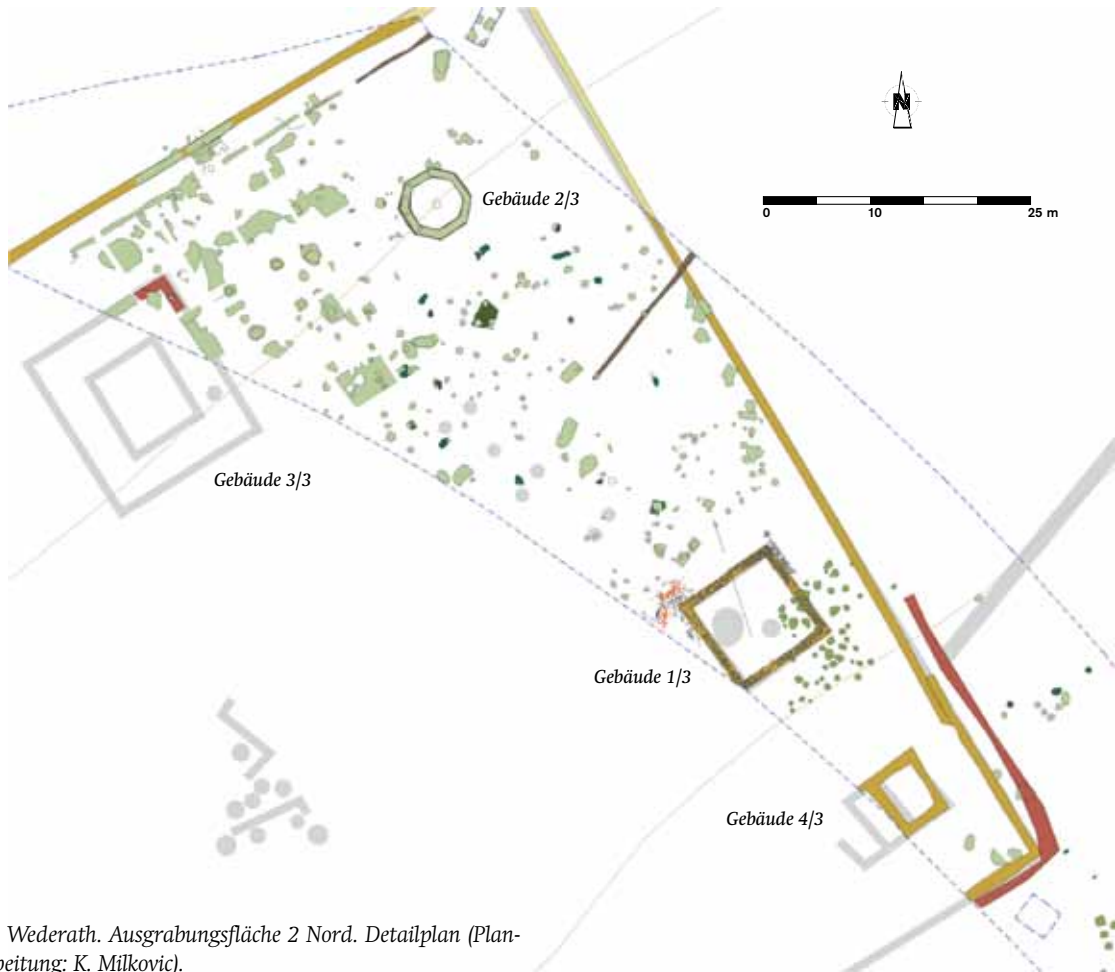 N
0 10 25 m
Gebäude 2/3
Gebäude 3/3
Gebäude 1/3
Gebäude 4/3
Wederath. Ausgrabungsfläche 2 Nord. Detailplan (Plan-
beitung: K. Milkovic).